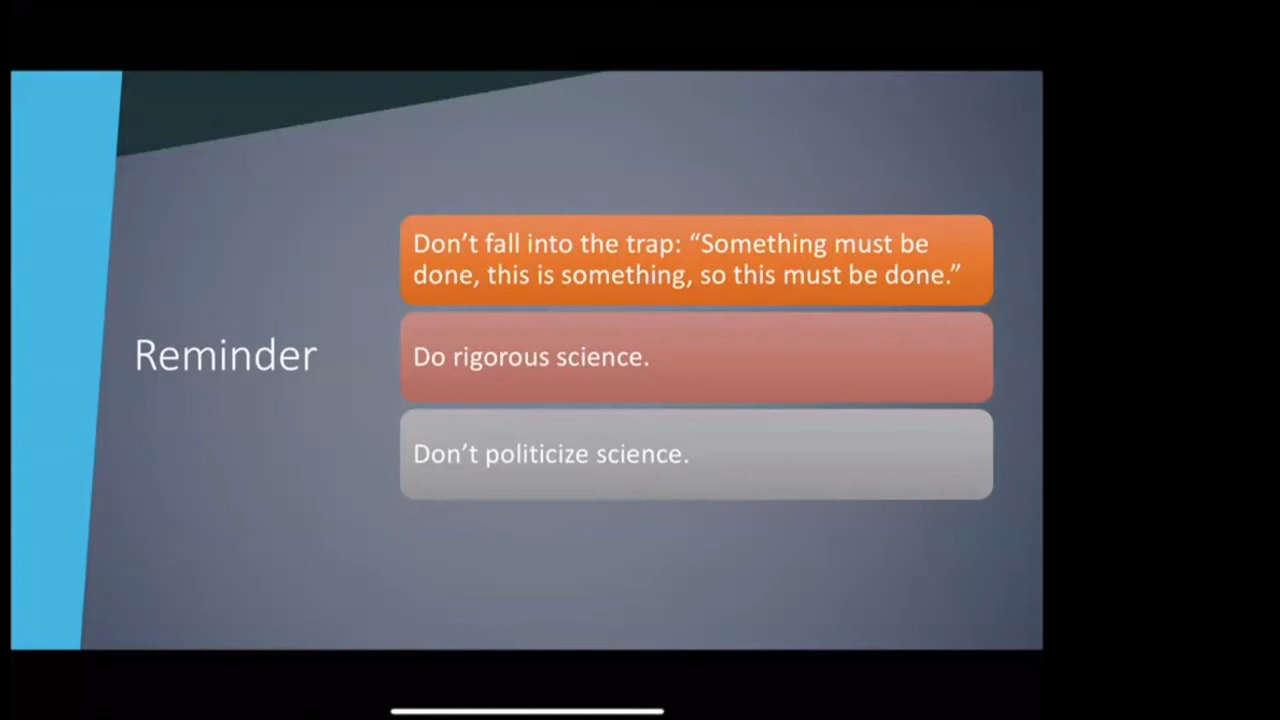 Reminder
Don’t fall into the trap: “Something must be
done, this is something, so this must be done.”
Do rigorous science.
Don’t politicize science.